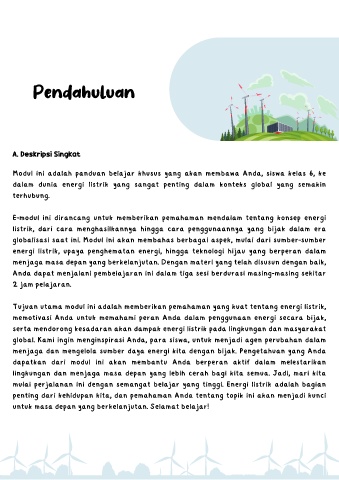 Pendahuluan
A. Deskripsi Singkat
Modul ini adalah panduan belajar khusus yang akan membawa Anda, siswa kelas 6, ke
dalam dunia energi listrik yang sangat penting dalam konteks global yang semakin
terhubung.
E-modul ini dirancang untuk memberikan pemahaman mendalam tentang konsep energi
listrik, dari cara menghasilkannya hingga cara penggunaannya yang bijak dalam era
globalisasi saat ini. Modul ini akan membahas berbagai aspek, mulai dari sumber-sumber
energi listrik, upaya penghematan energi, hingga teknologi hijau yang berperan dalam
menjaga masa depan yang berkelanjutan. Dengan materi yang telah disusun dengan baik,
Anda dapat menjalani pembelajaran ini dalam tiga sesi berdurasi masing-masing sekitar
2 jam pelajaran.
Tujuan utama modul ini adalah memberikan pemahaman yang kuat tentang energi listrik,
memotivasi Anda untuk memahami peran Anda dalam penggunaan energi secara bijak,
serta mendorong kesadaran akan dampak energi listrik pada lingkungan dan masyarakat
global. Kami ingin menginspirasi Anda, para siswa, untuk menjadi agen perubahan dalam
menjaga dan mengelola sumber daya energi kita dengan bijak. Pengetahuan yang Anda
dapatkan dari modul ini akan membantu Anda berperan aktif dalam melestarikan
lingkungan dan menjaga masa depan yang lebih cerah bagi kita semua. Jadi, mari kita
mulai perjalanan ini dengan semangat belajar yang tinggi. Energi listrik adalah bagian
penting dari kehidupan kita, dan pemahaman Anda tentang topik ini akan menjadi kunci
untuk masa depan yang berkelanjutan. Selamat belajar!